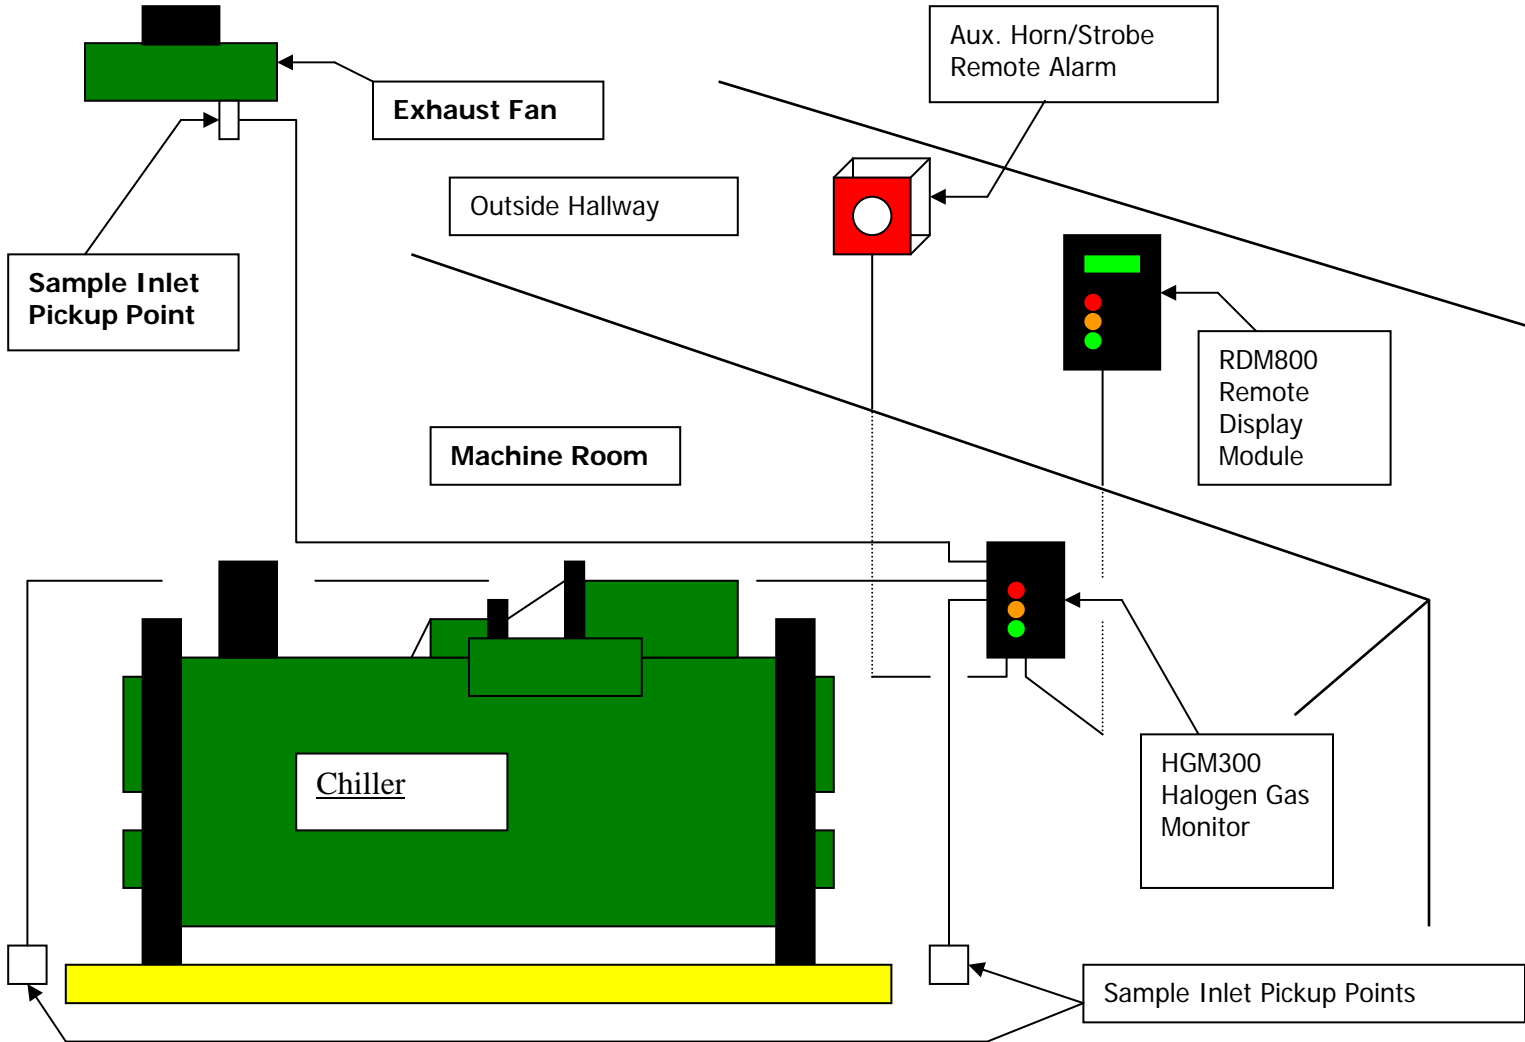 Aux. Horn/Strobe
Remote Alarm
Exhaust Fan
Outside Hallway
Sample Inlet
Pickup Point
RDM800
Remote
Display
Module
Machine Room
HGM300
Halogen Gas
Monitor
Chiller
Sample Inlet Pickup Points